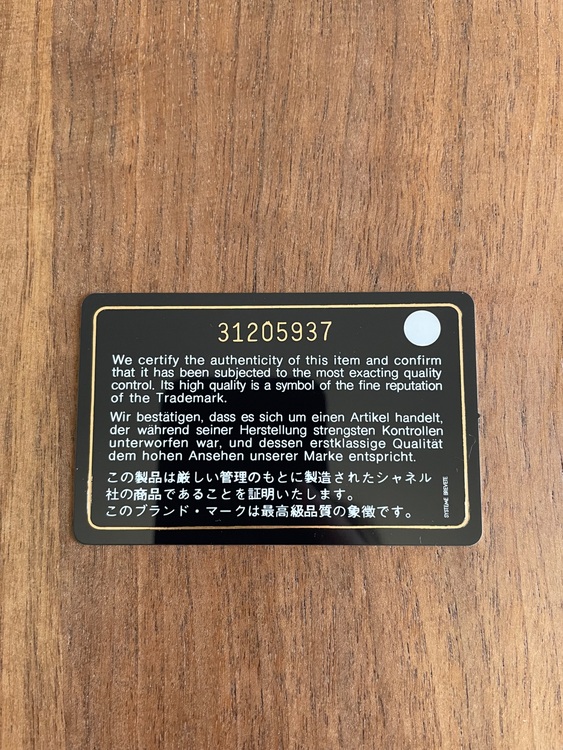 31205937
We certify the authenticity of this item and confirm
that it has been subjected to the most exacting quality
control. Its high quality is a symbol of the fine reputation
of the Trademark.
Wir bestätigen, dass es sich um einen Artikel handelt,
der während seiner Herstellung strengsten Kontrollen
unterworfen war, und dessen erstklassige Qualität
dem hohen Ansehen unserer Marke entspricht.
この製品は厳しい管理のもとに製造されたシャネル
社の商品であることを証明いたします。
このブランド・マークは最高級品質の象徴です。
SYSTEME BREVETE